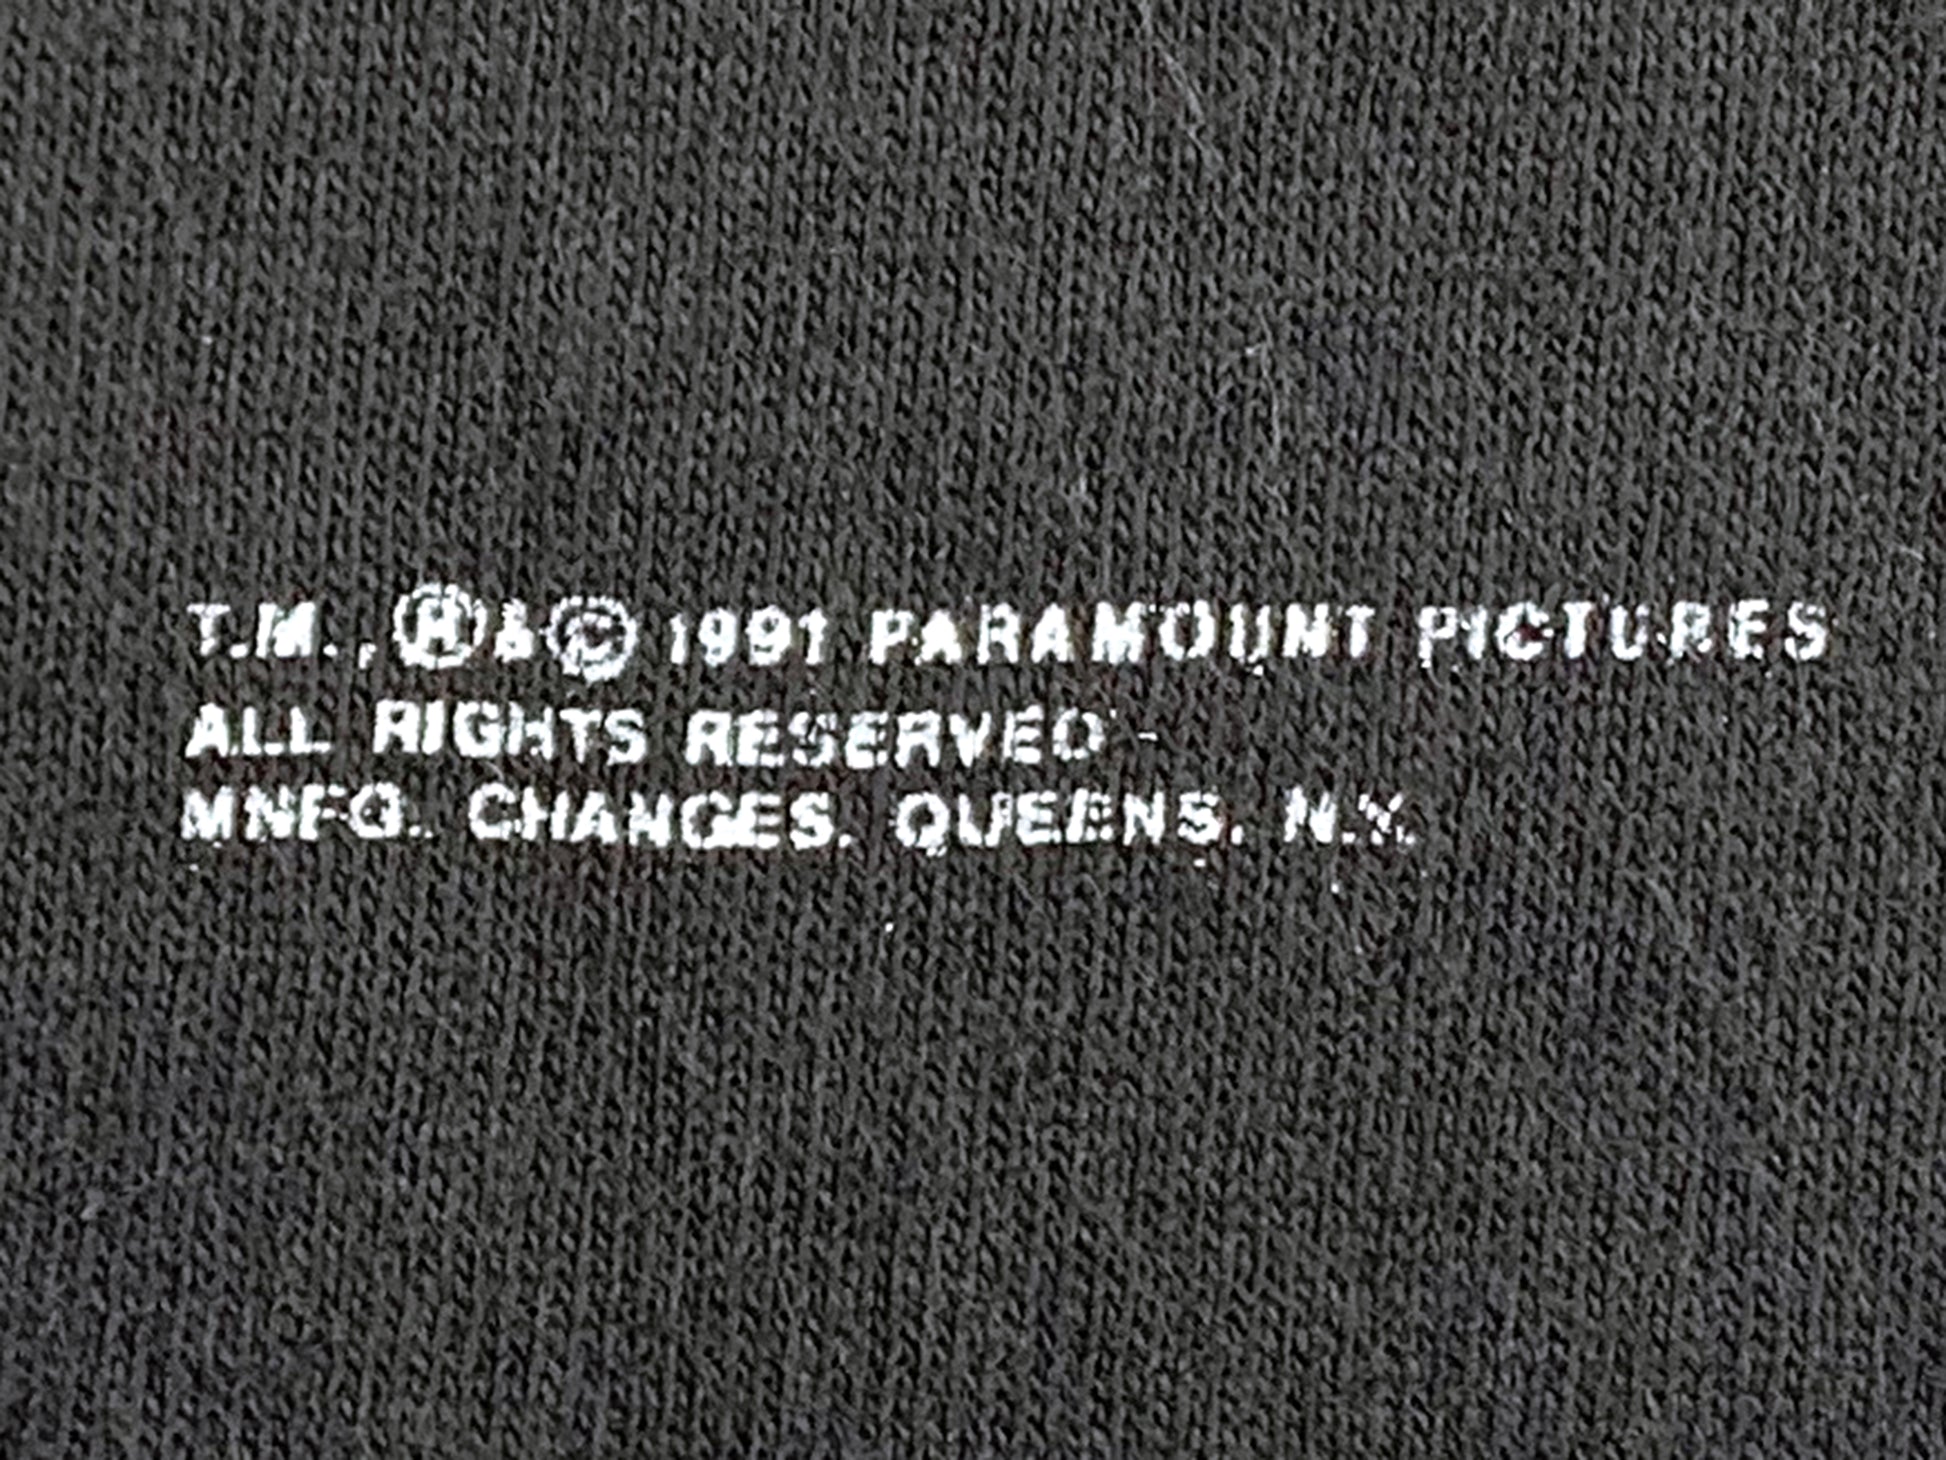 T.M., ® & © 1991 PARAMOUNT PICTURES
ALL RIGHTS RESERVED
MNFG. CHANGES. QUEENS, N.Y.